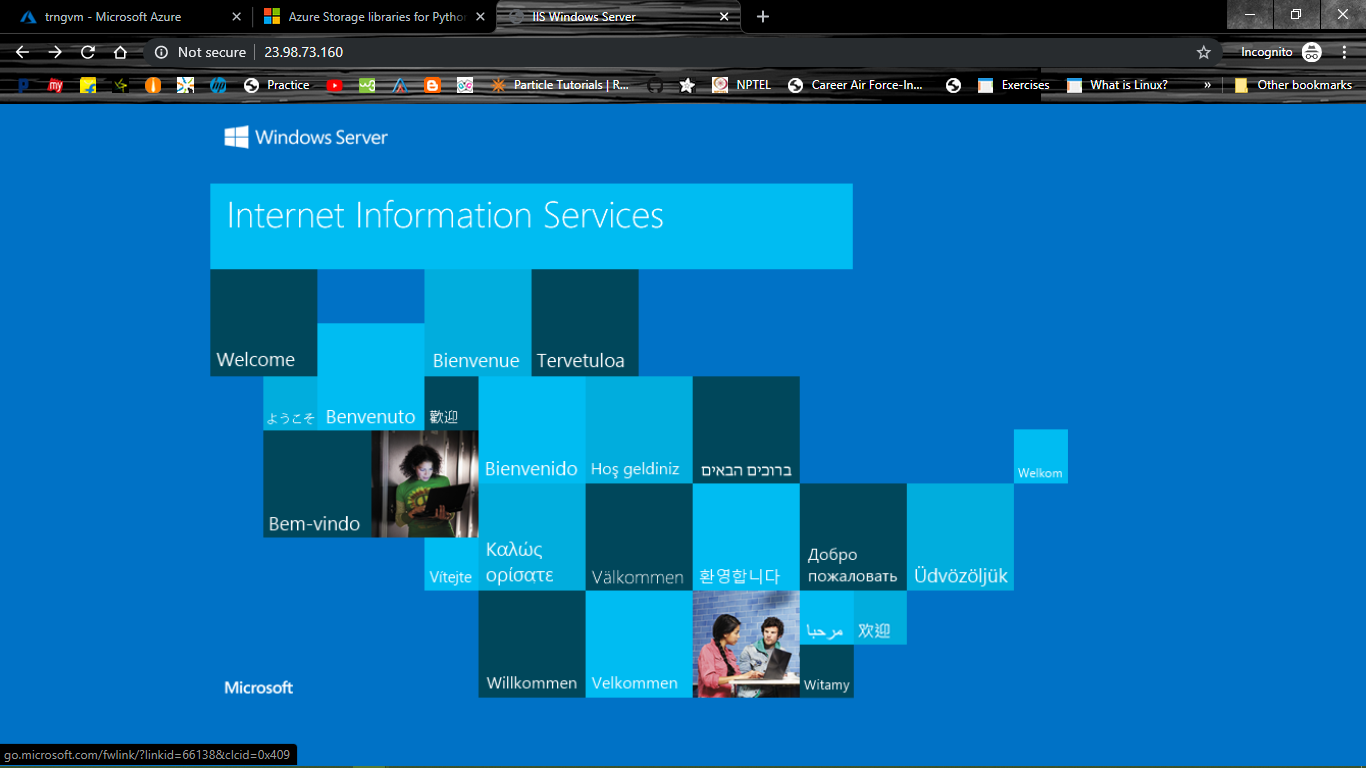 trngvm - Microsoft Azure
Azure Storage libraries for Pytho
IIS Windows Server
Not secure
23.98.73.160
Incognito
my
Practice
Particle Tutorials | R...
NPTEL
Career Air Force-In...
Exercises
What is Linux?
»
Other bookmarks
Windows Server
Internet Information Services
Welcome
Bienvenue
Tervetuloa
ようこそ
Benvenuto
歡迎
Bienvenido
Hoş geldiniz
ברוכים הבאים
Welkom
Bem-vindo
Vítejte
Καλώς
ορίσατε
Välkommen
환영합니다
Добро
пожаловать
Üdvözöljük
مرحبا
欢迎
Willkommen
Velkommen
Witamy
Microsoft
go.microsoft.com/fwlink/?linkid=66138&clcid=0x409